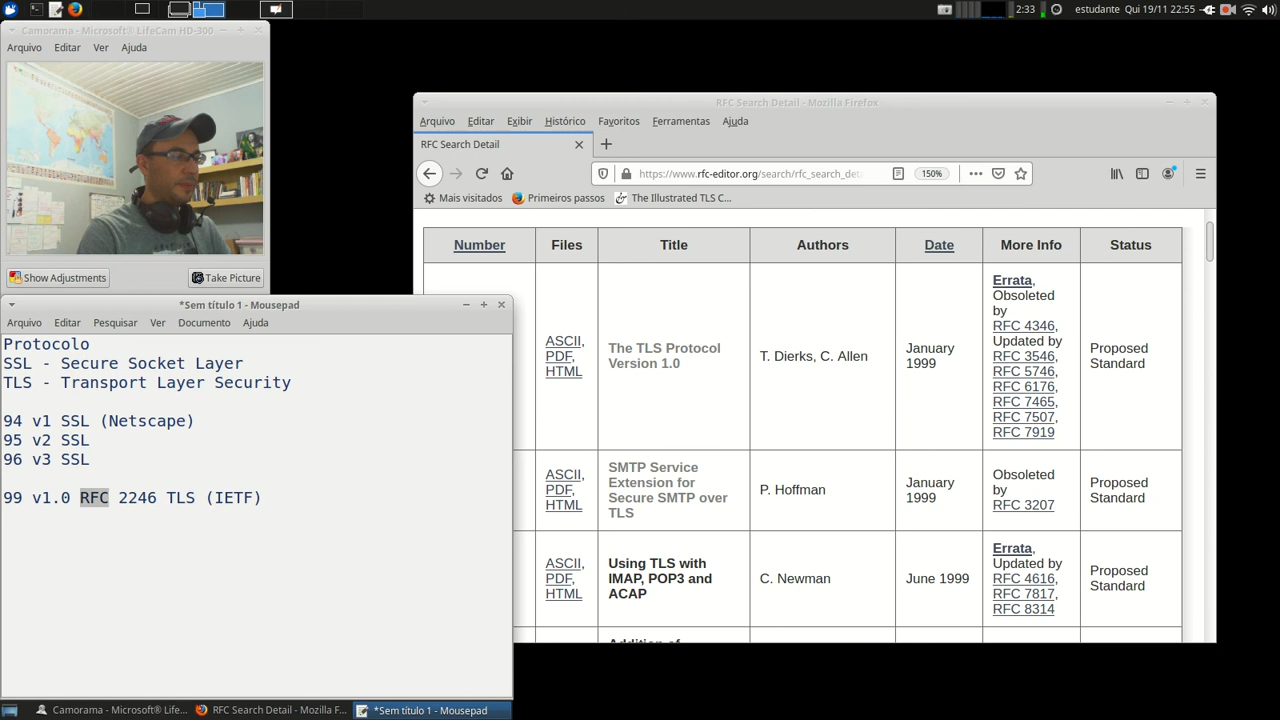 2:33
estudante Qui 19/11 22:55
Camorama - Microsoft® LifeCam HD-300
Arquivo Editar Ver Ajuda
Show Adjustments
Take Picture
RFC Search Detail - Mozilla Firefox
Arquivo Editar Exibir Histórico Favoritos Ferramentas Ajuda
RFC Search Detail
https://www.rfc-editor.org/search/rfc_search_det
150%
Mais visitados Primeiros passos The Illustrated TLS C...
Number Files Title Authors Date More Info Status
ASCII,
PDF,
HTML
The TLS Protocol
Version 1.0
T. Dierks, C. Allen
January
1999
Errata,
Obsoleted
by
RFC 4346,
Updated by
RFC 3546,
RFC 5746,
RFC 6176,
RFC 7465,
RFC 7507,
RFC 7919
Proposed
Standard
ASCII,
PDF,
HTML
SMTP Service
Extension for
Secure SMTP over
TLS
P. Hoffman
January
1999
Obsoleted
by
RFC 3207
Proposed
Standard
ASCII,
PDF,
HTML
Using TLS with
IMAP, POP3 and
ACAP
C. Newman
June 1999
Errata,
Updated by
RFC 4616,
RFC 7817,
RFC 8314
Proposed
Standard
Addition of
*Sem título 1 - Mousepad
Arquivo Editar Pesquisar Ver Documento Ajuda
Protocolo
SSL - Secure Socket Layer
TLS - Transport Layer Security
94 v1 SSL (Netscape)
95 v2 SSL
96 v3 SSL
99 v1.0 RFC 2246 TLS (IETF)
Camorama - Microsoft® Life...
RFC Search Detail - Mozilla F...
*Sem título 1 - Mousepad